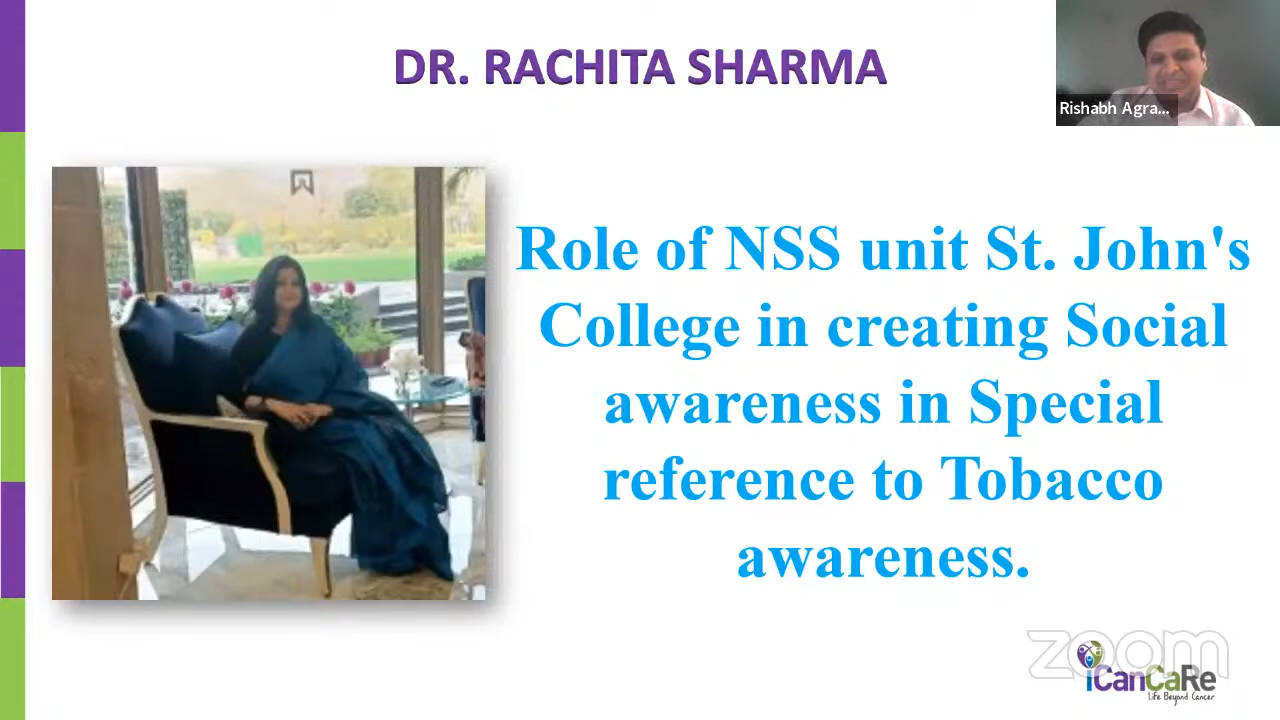 DR. RACHITA SHARMA
Rishabh Agra...
Role of NSS unit St. John's
College in creating Social
awareness in Special
reference to Tobacco
awareness.
zoom
iCanCaRe
Life Beyond Cancer